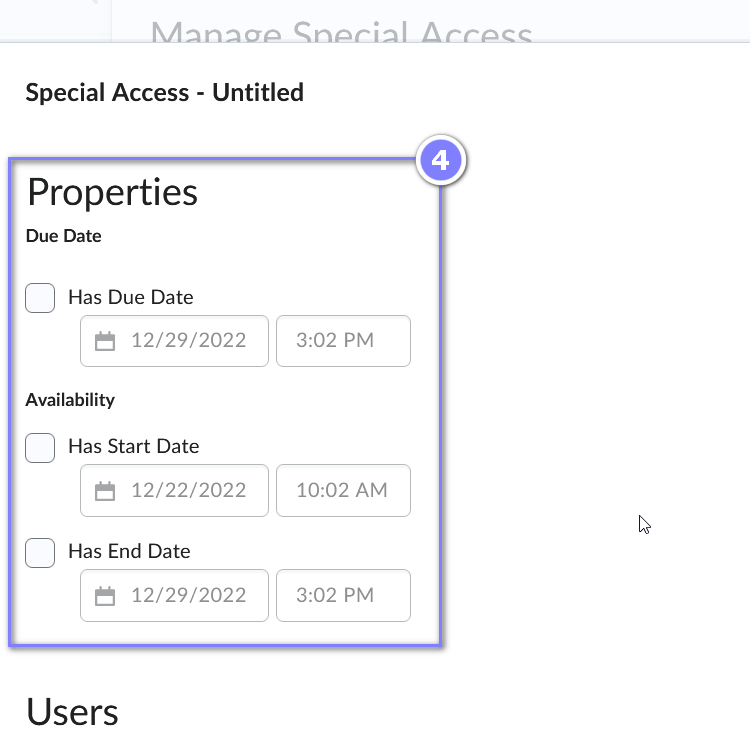 Manage Special Access
Special Access - Untitled
4
Properties
Due Date
Has Due Date
12/29/2022 3:02 PM
Availability
Has Start Date
12/22/2022 10:02 AM
Has End Date
12/29/2022 3:02 PM
Users